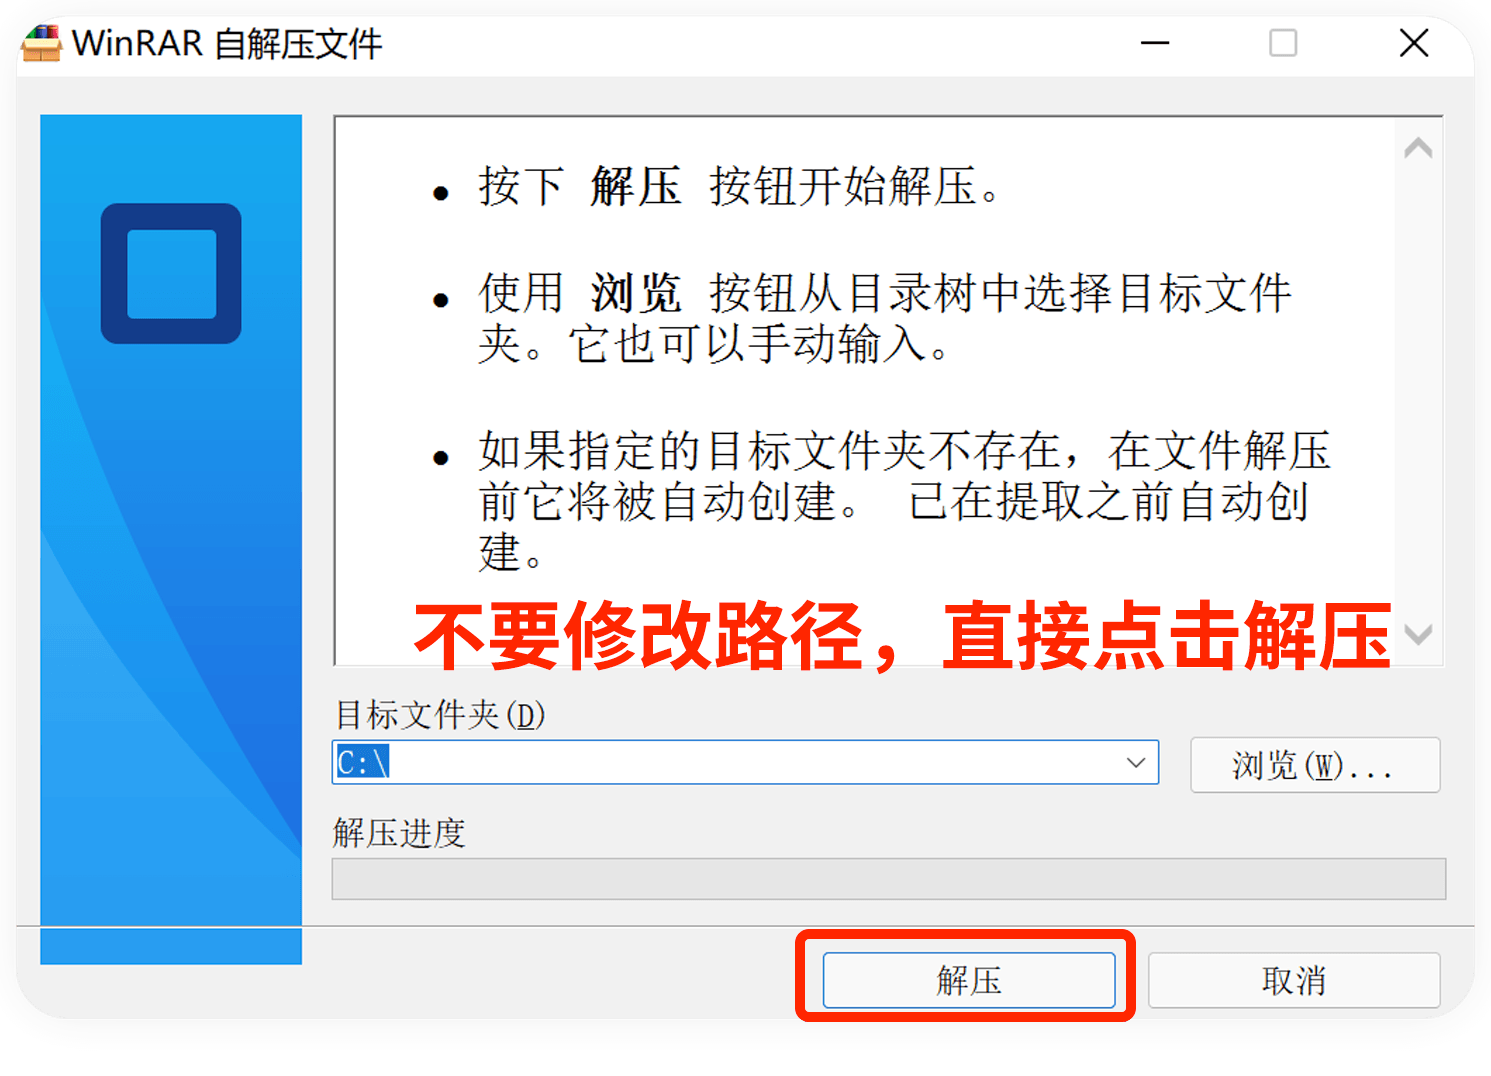 WinRAR 自解压文件
按下 解压 按钮开始解压。
使用 浏览 按钮从目录树中选择目标文件
夹。它也可以手动输入。
如果指定的目标文件夹不存在，在文件解压
前它将被自动创建。 已在提取之前自动创
建。
不要修改路径，直接点击解压
目标文件夹(D)
C:\
浏览(W)...
解压进度
解压
取消